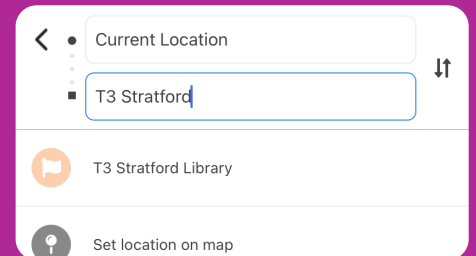 Current Location
T3 Stratford
T3 Stratford Library
Set location on map